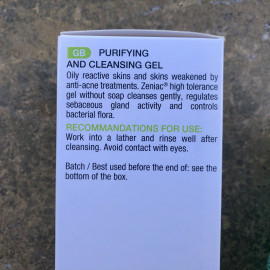 GB PURIFYING
AND CLEANSING GEL
Oily reactive skins and skins weakened by
anti-acne treatments. Zeniac® high tolerance
gel without soap cleanses gently, regulates
sebaceous gland activity and controls
bacterial flora.
RECOMMANDATIONS FOR USE:
Work into a lather and rinse well after
cleansing. Avoid contact with eyes.
Batch / Best used before the end of: see the
bottom of the box.